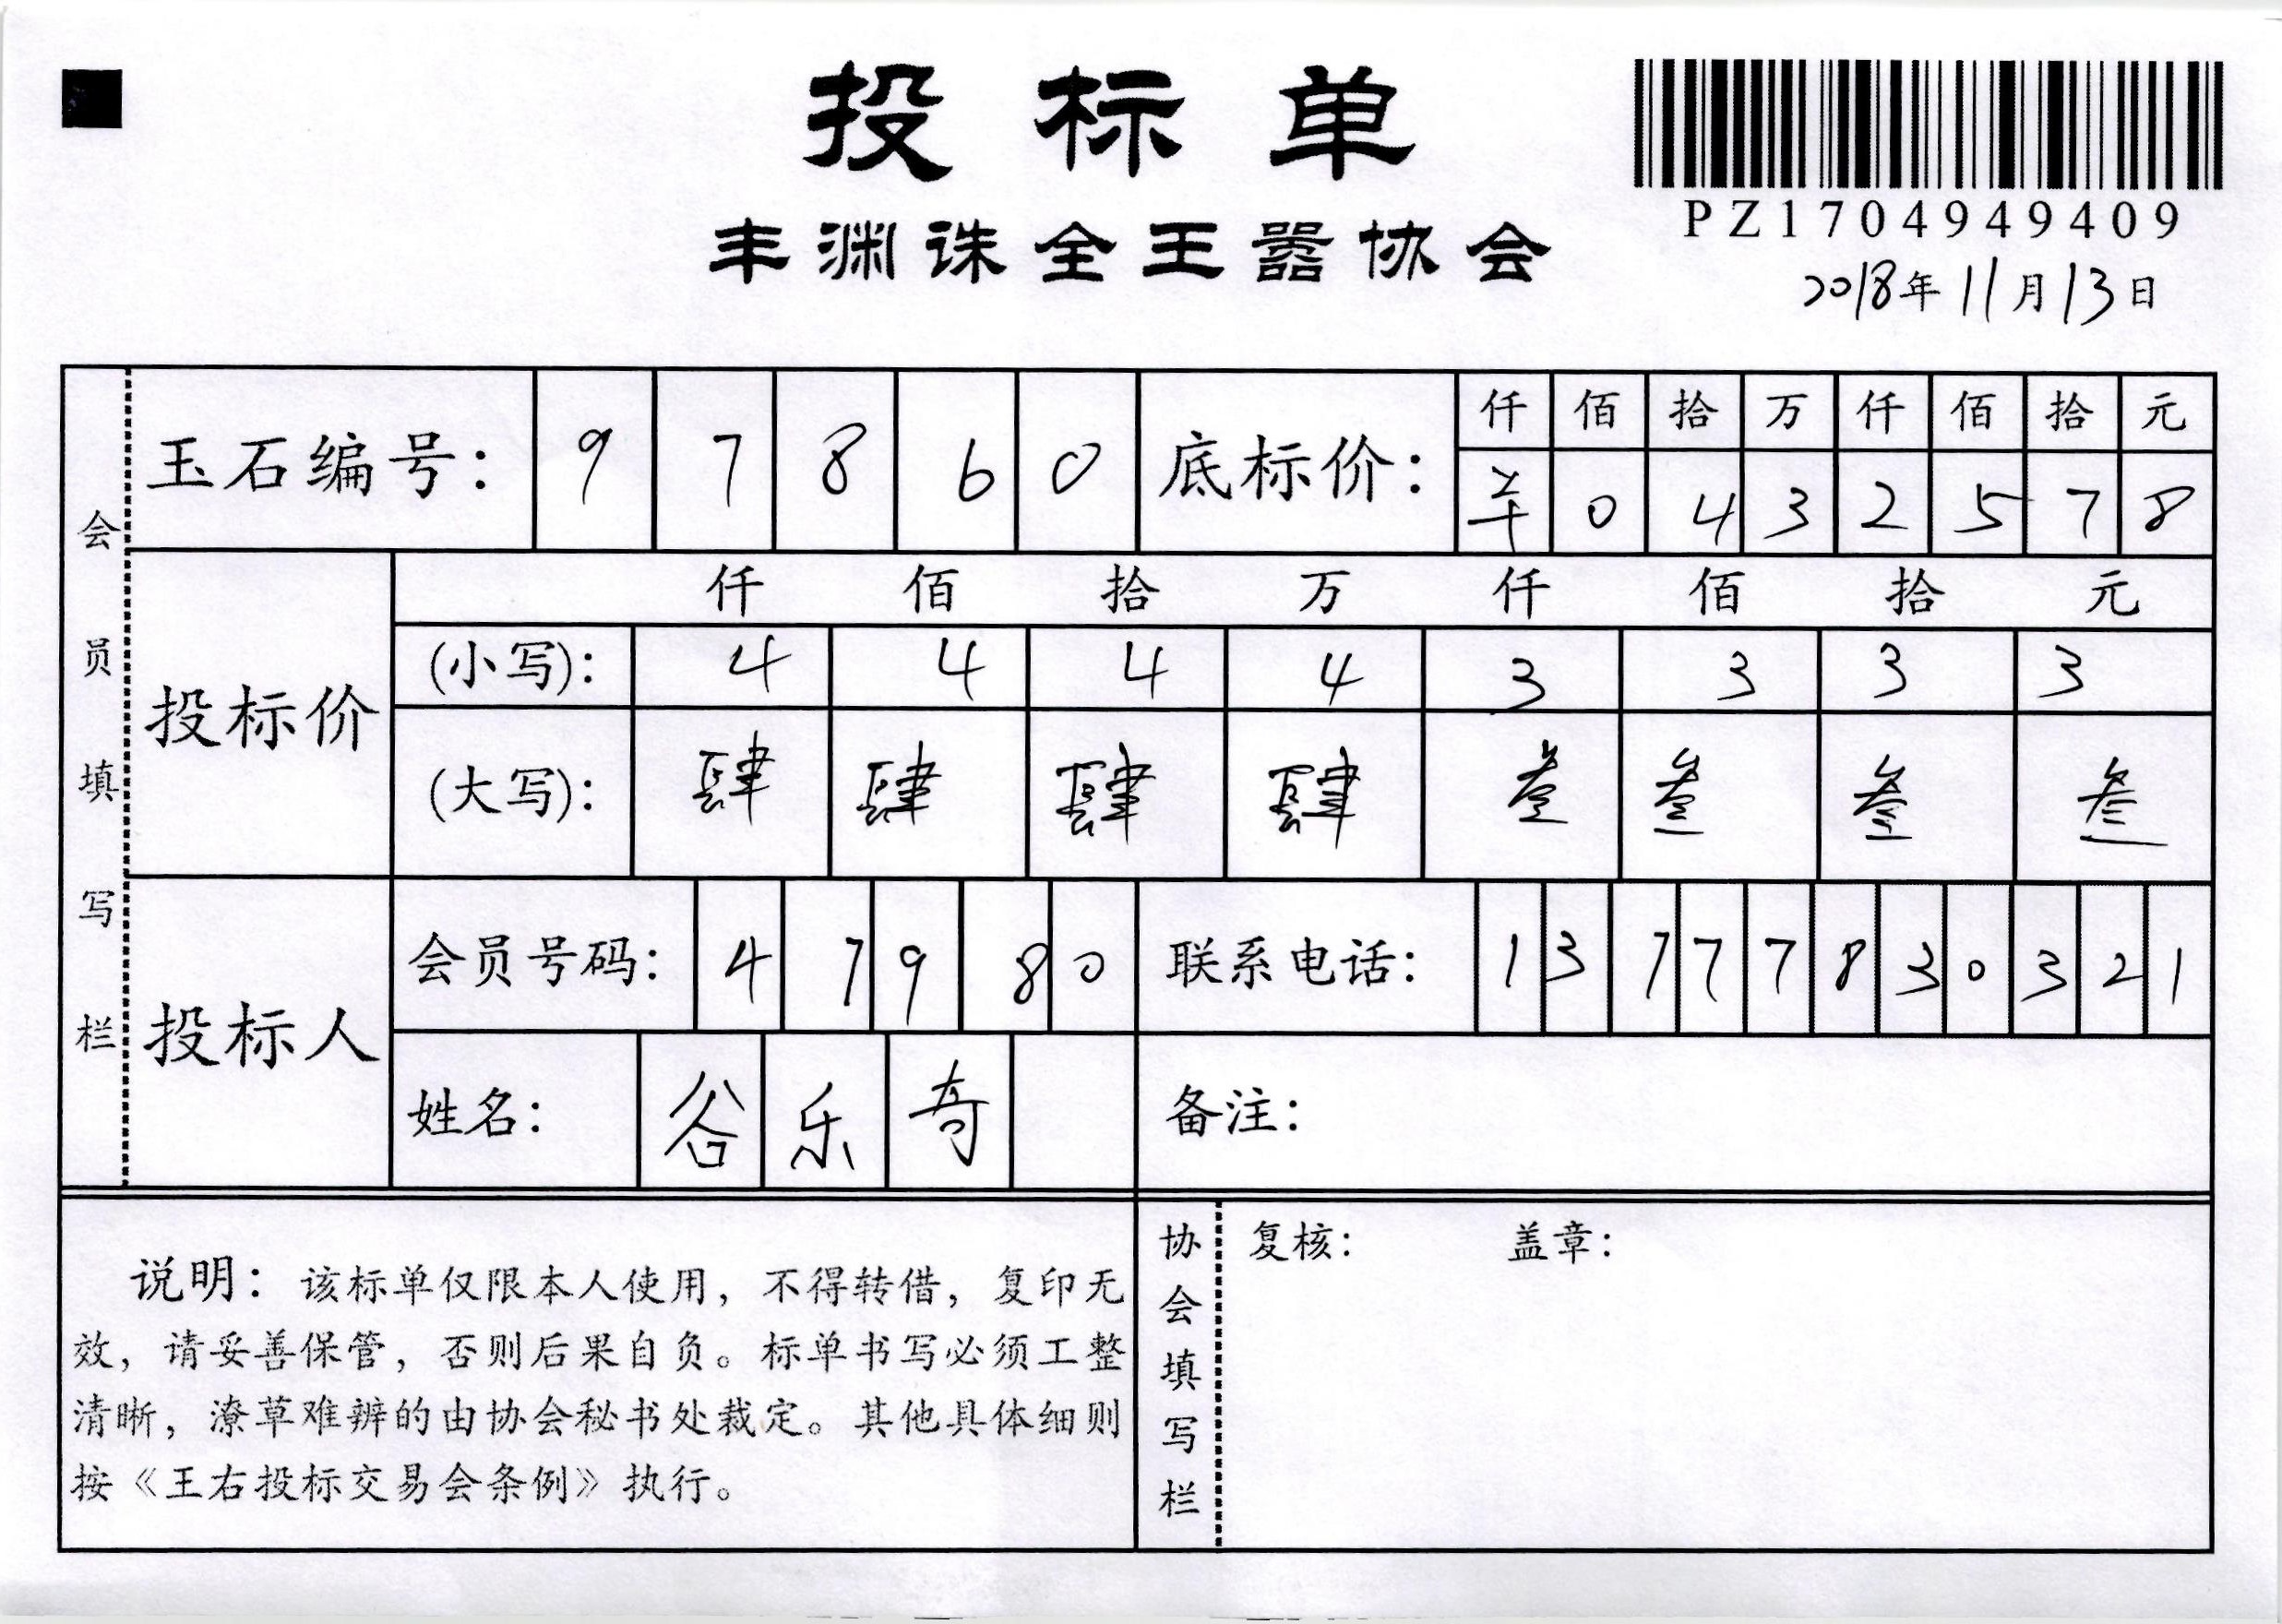 投标单
PZ1704949409
丰渊诛全王嚣协会
2018年11月13日
会员填写栏
玉石编号: 9 7 8 6 0 底标价:
仟 佰 拾 万 仟 佰 拾 元
羊 0 4 3 2 5 7 8
投标价
仟 佰 拾 万 仟 佰 拾 元
(小写): 4 4 4 4 3 3 3 3
(大写): 肆 肆 肆 肆 叁 叁 叁 叁
投标人
会员号码: 4 7 9 8 0 联系电话: 1 3 7 7 7 8 3 0 3 2 1
姓名: 谷 乐 奇 备注:
说明: 该标单仅限本人使用, 不得转借, 复印无
效, 请妥善保管, 否则后果自负。标单书写必须工整
清晰, 潦草难辨的由协会秘书处裁定。其他具体细则
按《王右投标交易会条例》执行。
协会填写栏
复核: 盖章: